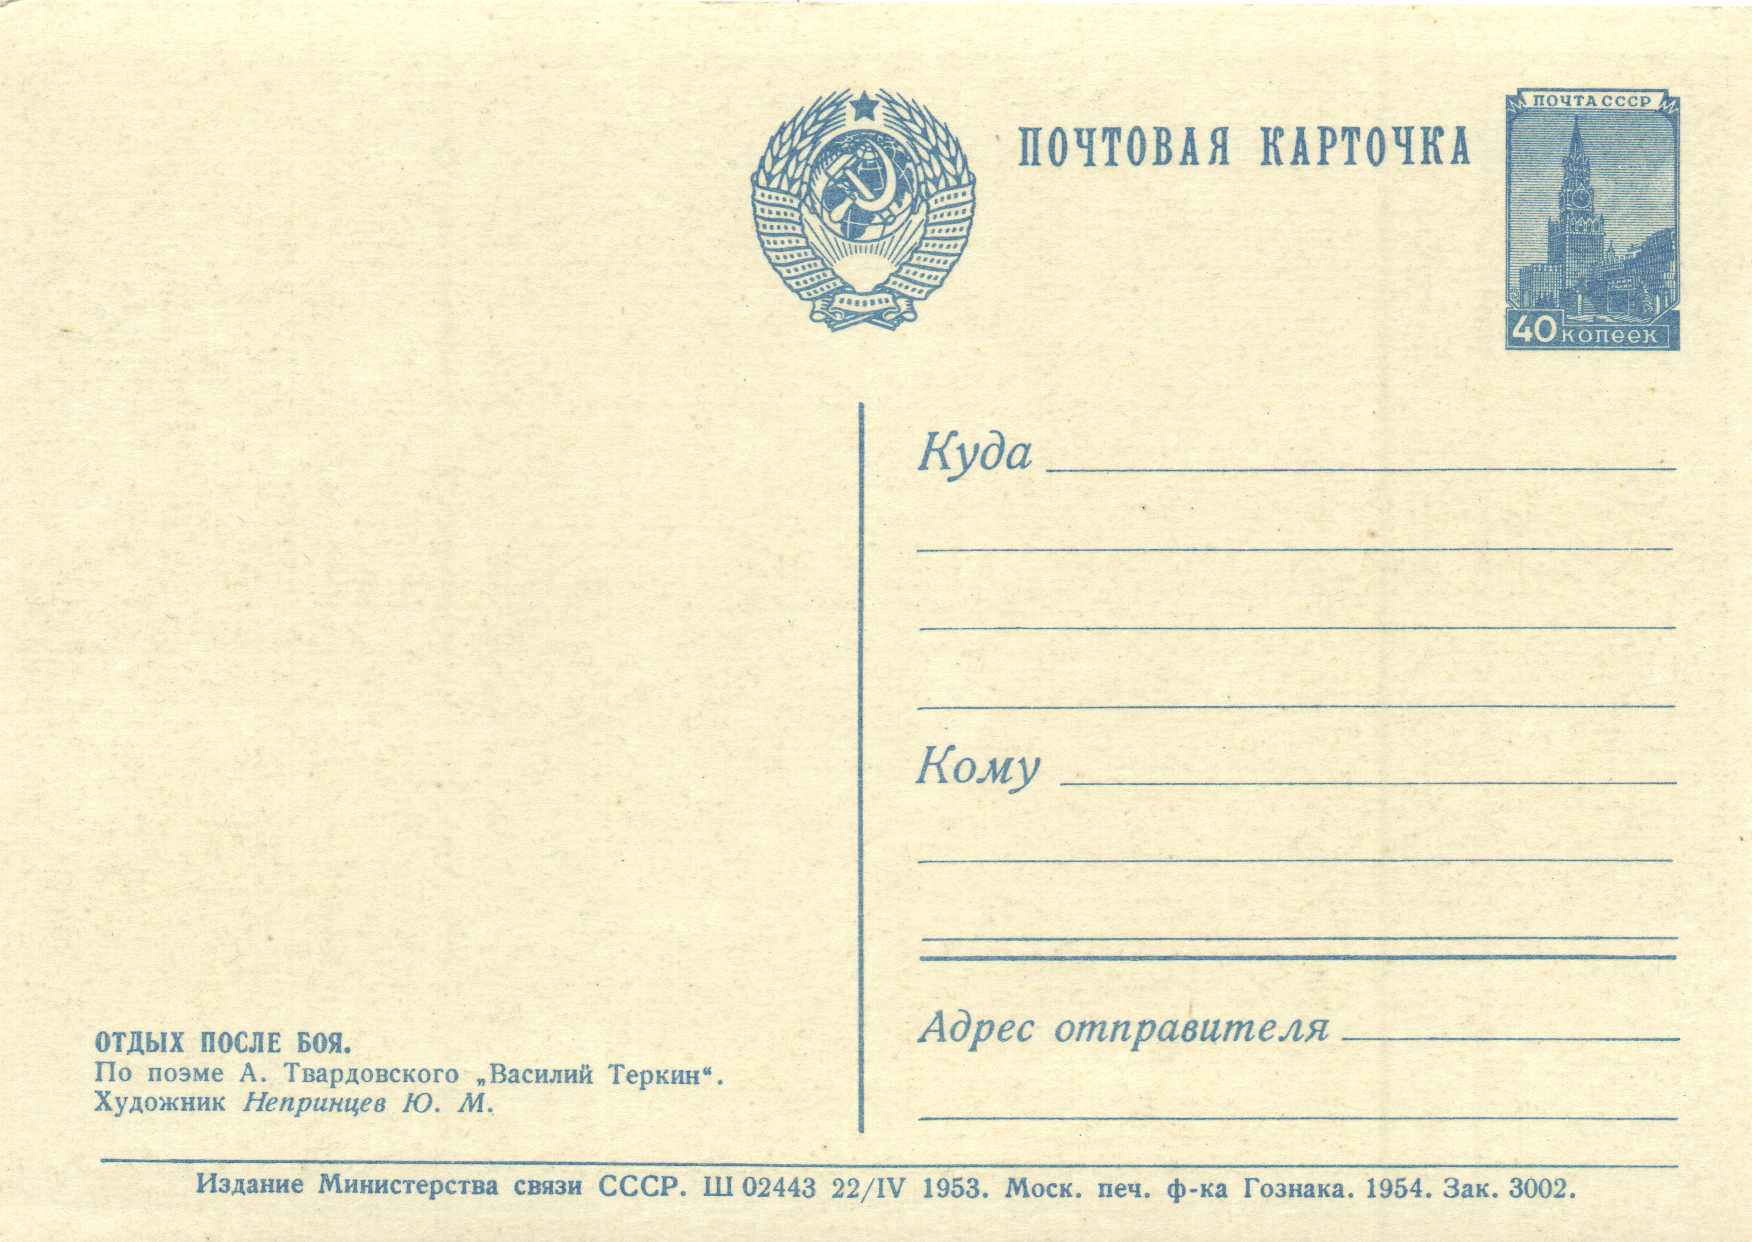 ПОЧТОВАЯ КАРТОЧКА
ПОЧТА СССР
40 КОПЕЕК
Куда
Кому
Адрес отправителя
ОТДЫХ ПОСЛЕ БОЯ.
По поэме А. Твардовского „Василий Теркин“.
Художник Непринцев Ю. М.
Издание Министерства связи СССР. Ш 02443 22/IV 1953. Моск. печ. ф-ка Гознака. 1954. Зак. 3002.